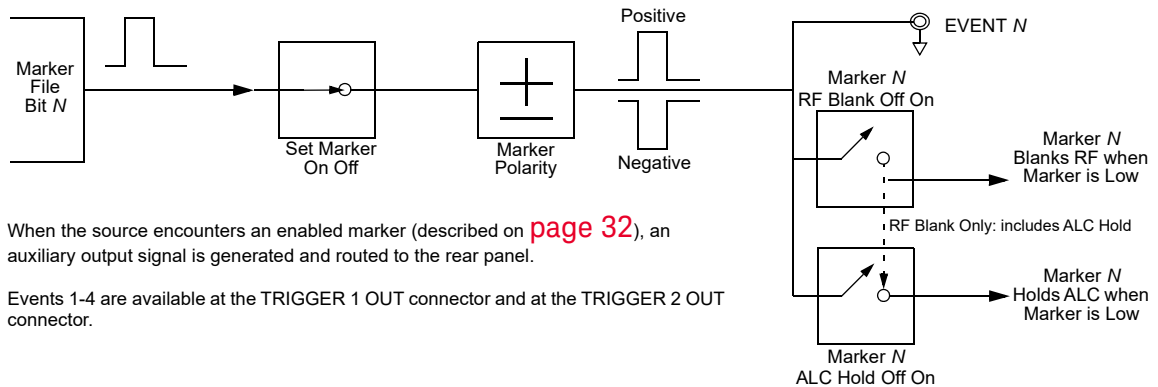 Marker
File
Bit N
Set Marker
On Off
Marker
Polarity
Positive
Negative
EVENT N
Marker N
RF Blank Off On
Marker N
Blanks RF when
Marker is Low
RF Blank Only: includes ALC Hold
Marker N
Holds ALC when
Marker is Low
Marker N
ALC Hold Off On
When the source encounters an enabled marker (described on page 32), an
auxiliary output signal is generated and routed to the rear panel.
Events 1-4 are available at the TRIGGER 1 OUT connector and at the TRIGGER 2 OUT
connector.